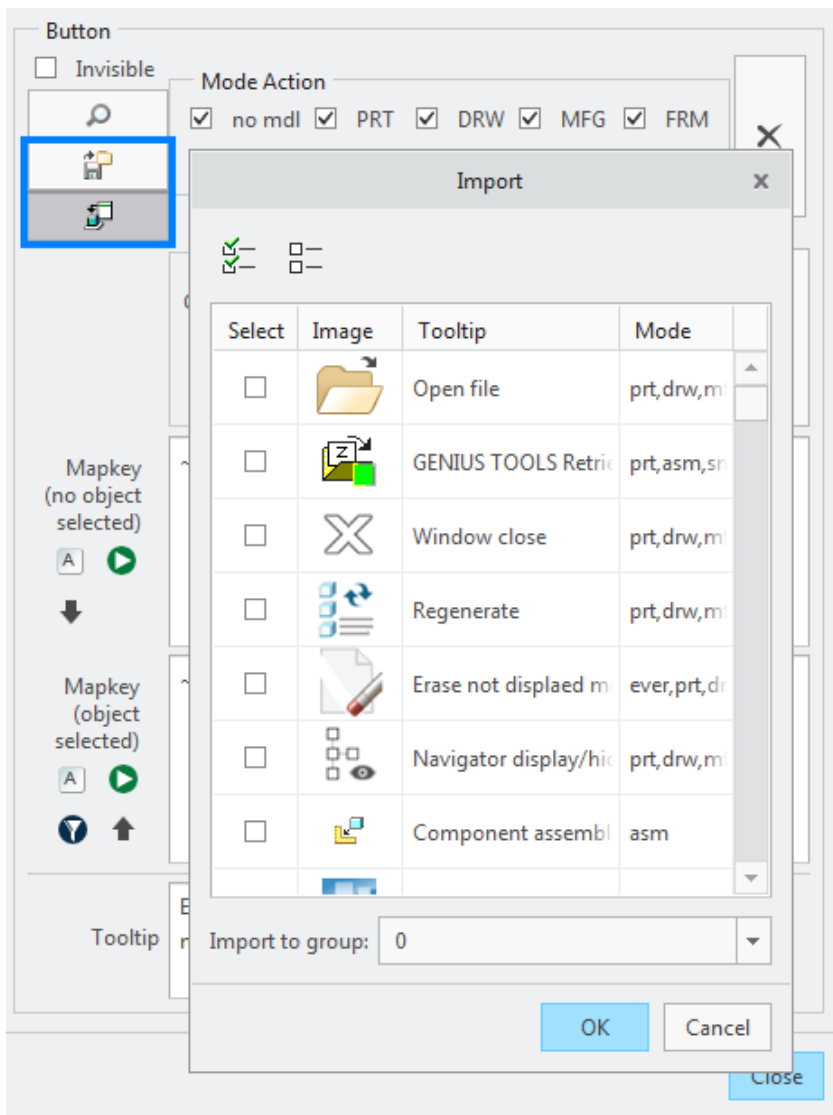 Button
Invisible
Mode Action
no mdl PRT DRW MFG FRM
Import
Select Image Tooltip Mode
Open file prt,drw,m
GENIUS TOOLS Retrie prt,asm,sn
Window close prt,drw,m
Regenerate prt,drw,m
Erase not displaed m ever,prt,dr
Navigator display/hid prt,drw,m
Component assembl asm
Mapkey
(no object
selected)
A
Mapkey
(object
selected)
A
Tooltip
Import to group: 0
OK Cancel
Close